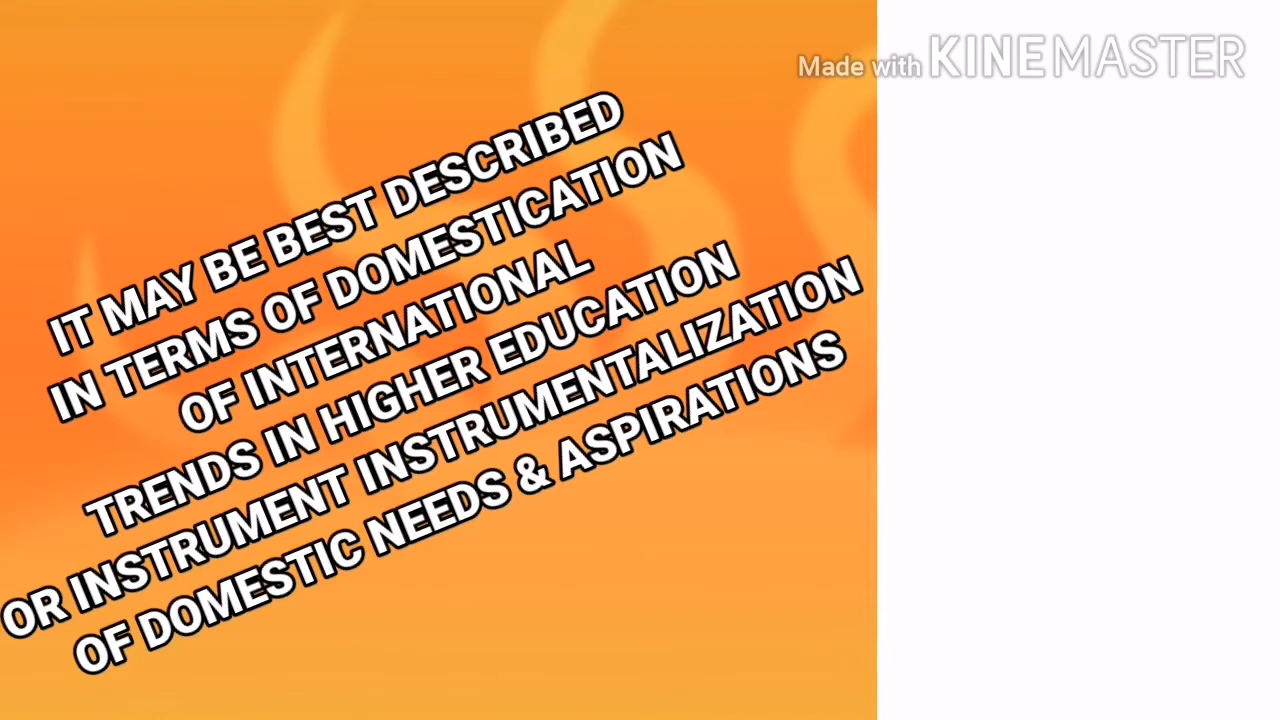 Made with KINEMASTER
IT MAY BE BEST DESCRIBED
IN TERMS OF DOMESTICATION
OF INTERNATIONAL
TRENDS IN HIGHER EDUCATION
OR INSTRUMENT INSTRUMENTALIZATION
OF DOMESTIC NEEDS & ASPIRATIONS